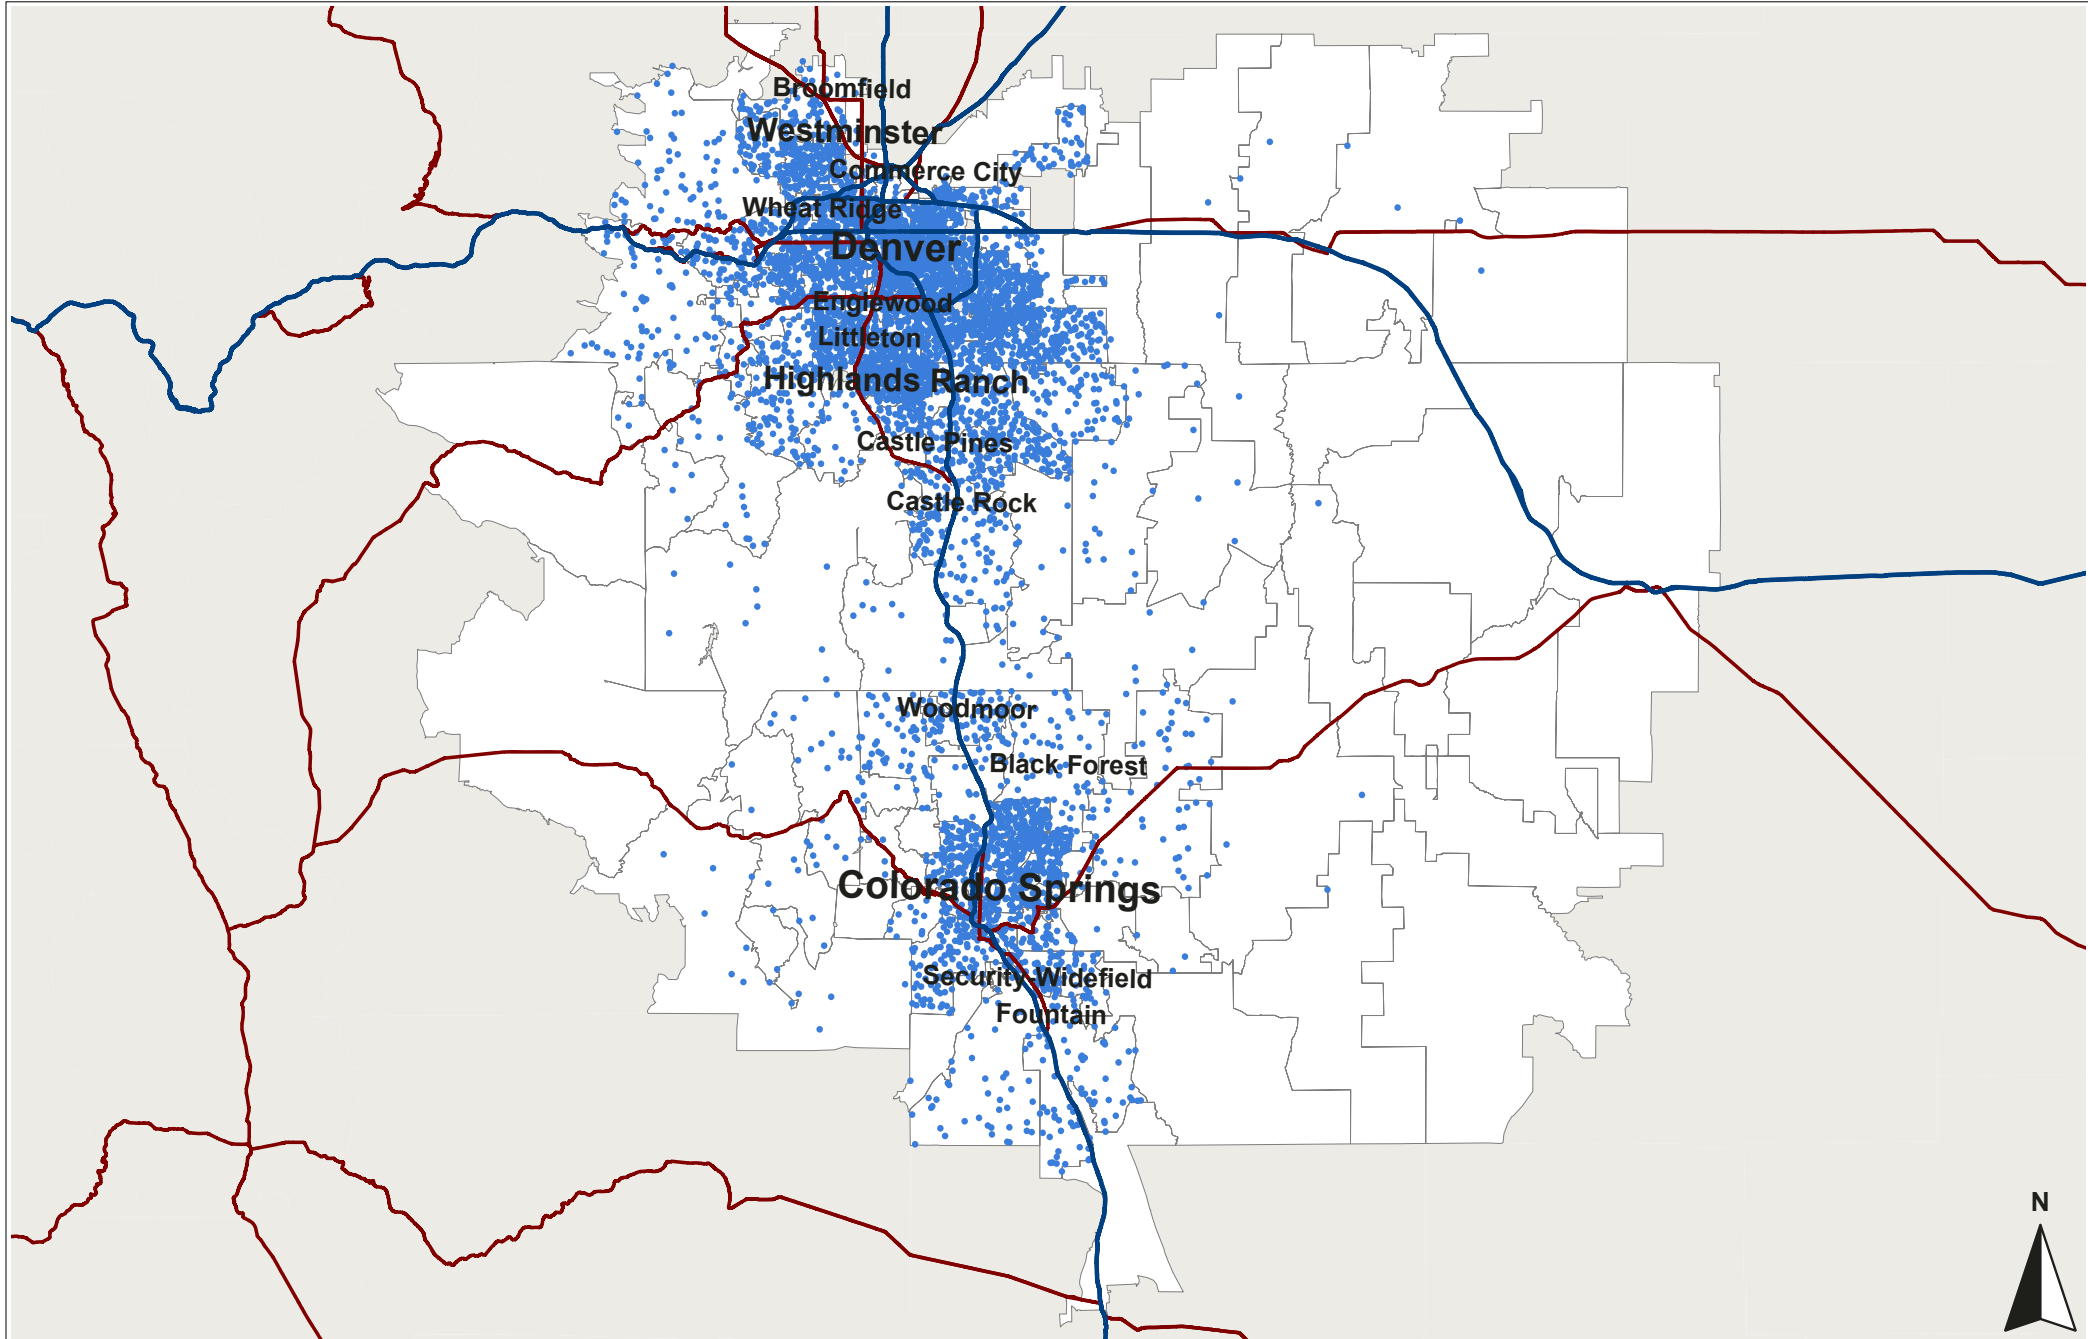 Broomfield
Westminster
Commerce City
Wheat Ridge
Denver
Englewood
Littleton
Highlands Ranch
Castle Pines
Castle Rock
Woodmoor
Black Forest
Colorado Springs
Security-Widefield
Fountain
N